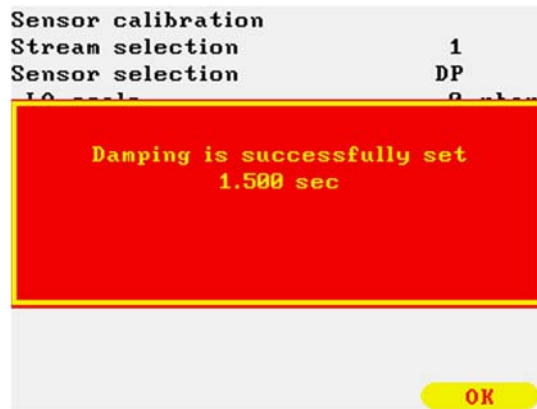 Sensor calibration
Stream selection 1
Sensor selection DP
Damping is successfully set
1.500 sec
OK